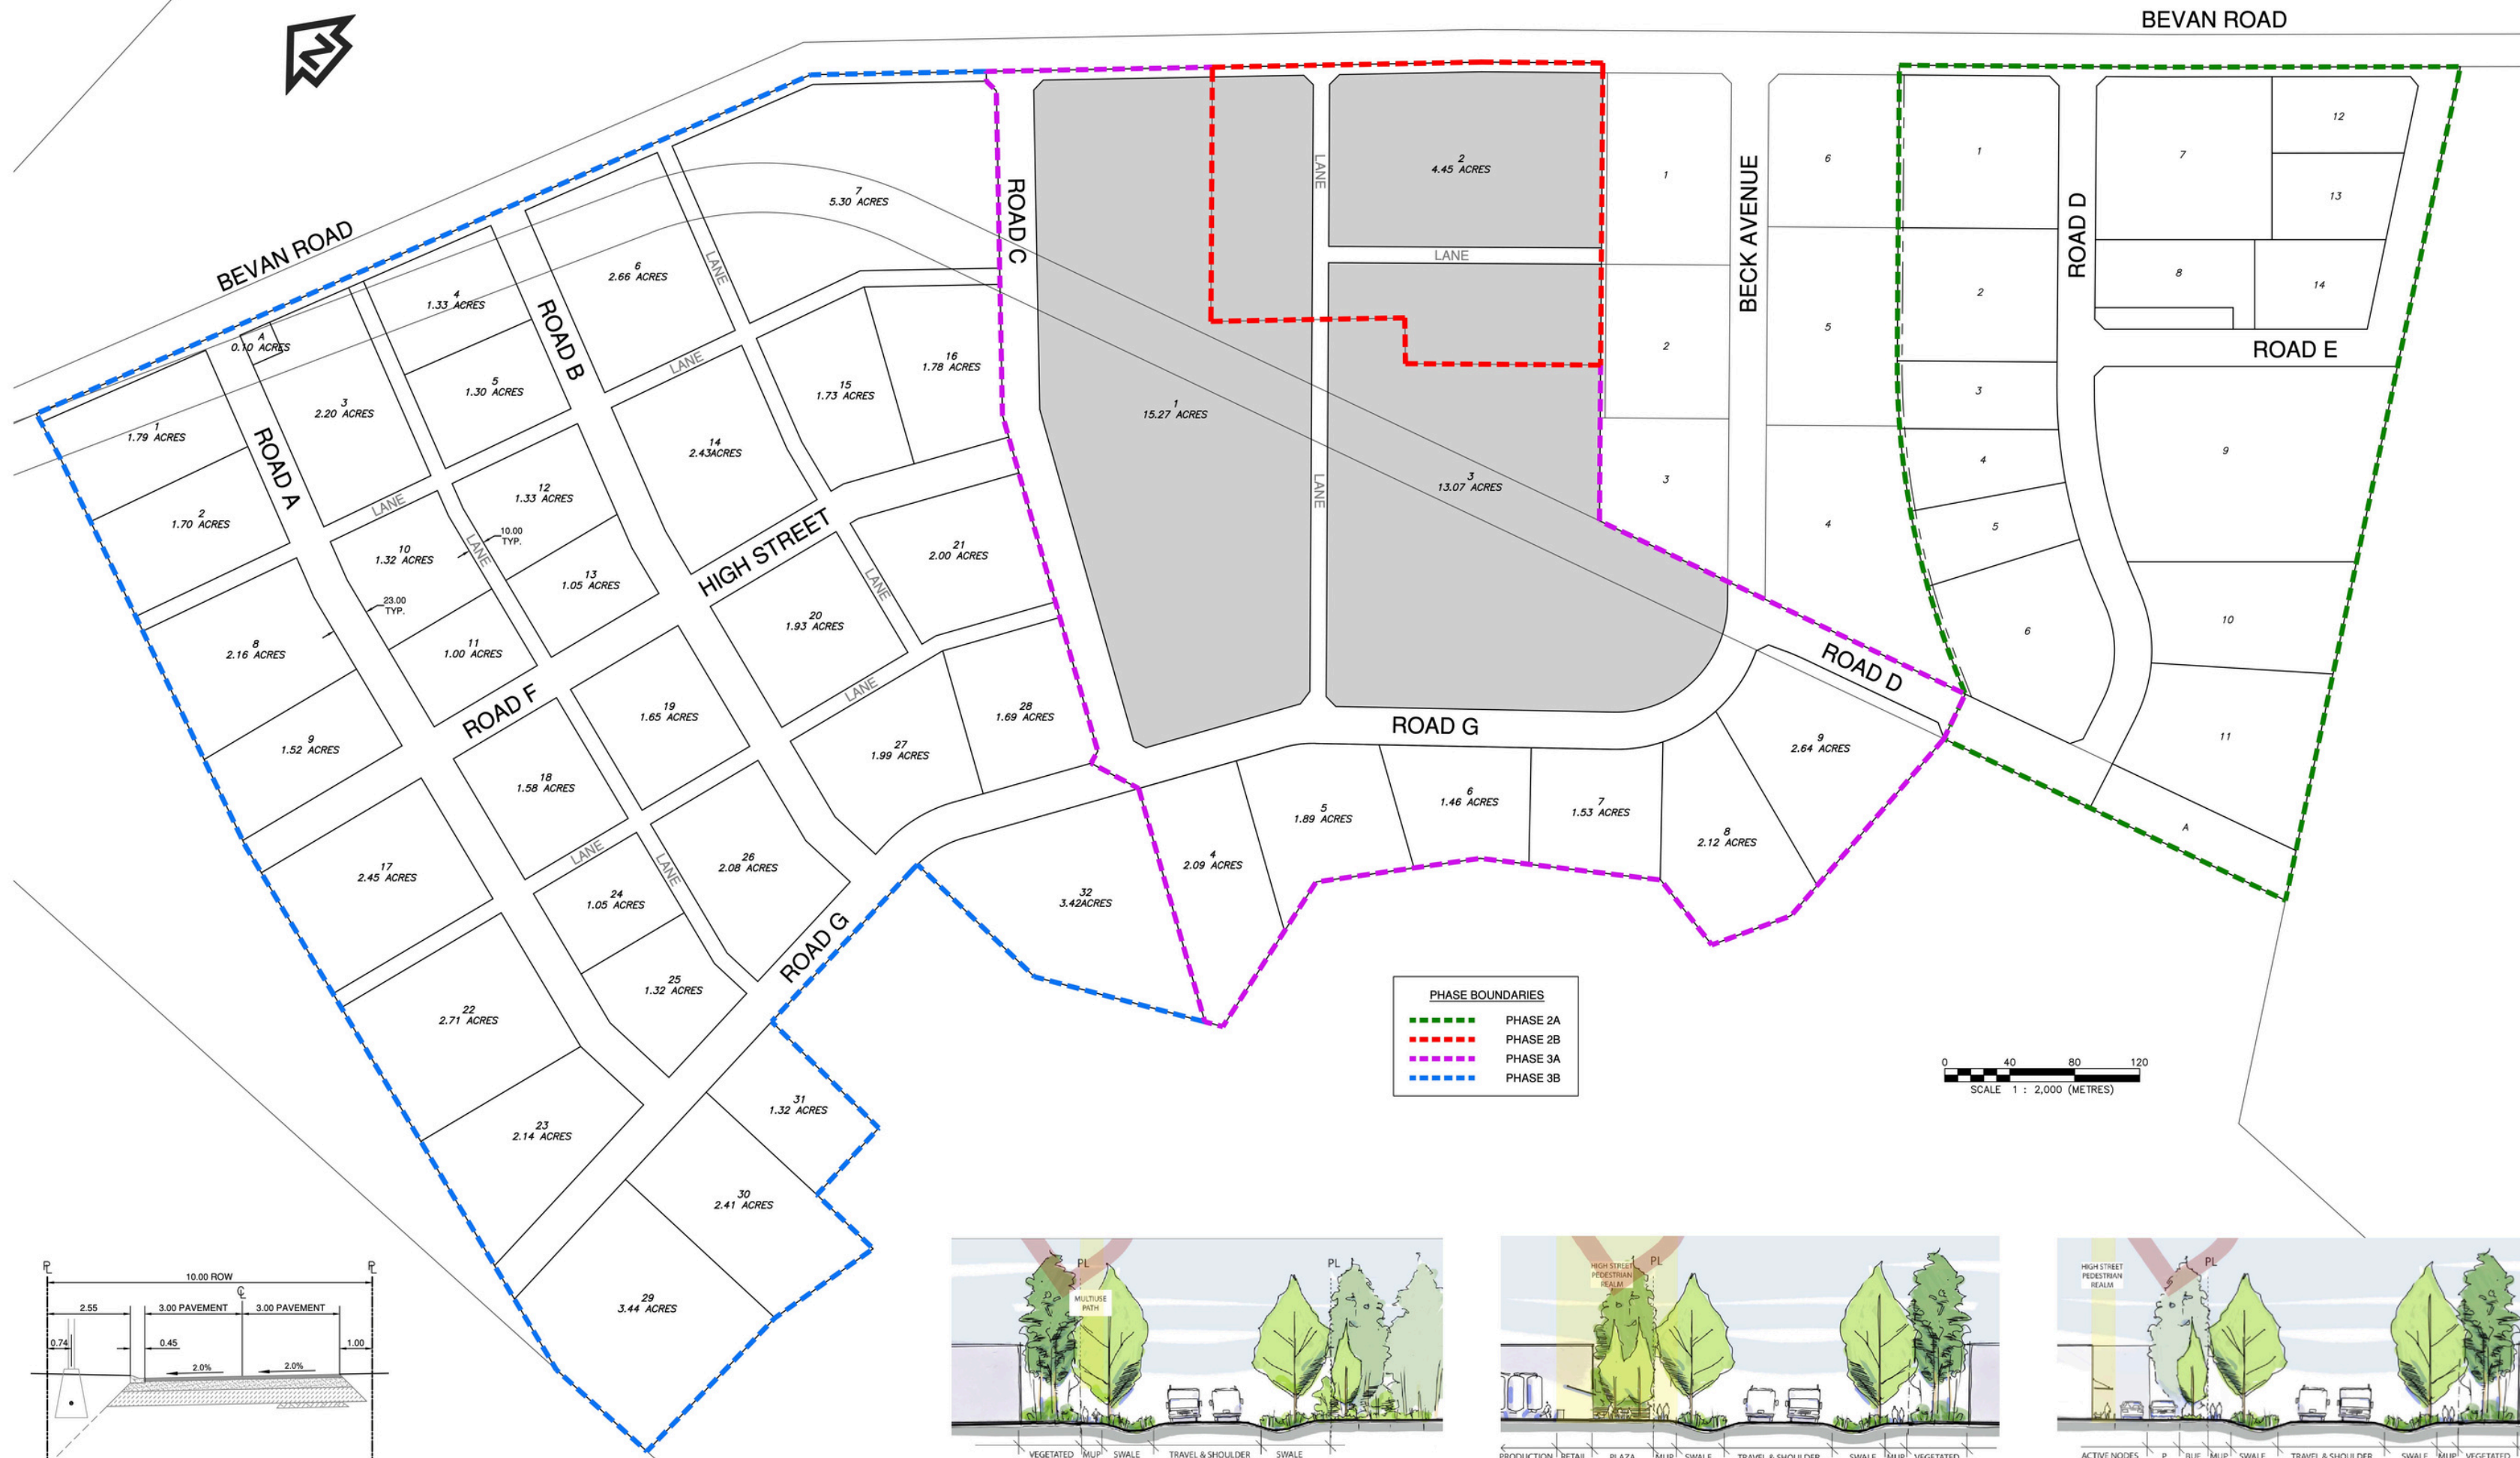 BEVAN ROAD
BEVAN ROAD
N
ROAD C
LANE
2
4.45 ACRES
LANE
1
BECK AVENUE
6
1
ROAD D
7
12
13
8
14
ROAD E
7
5.30 ACRES
6
2.66 ACRES
LANE
4
1.33 ACRES
ROAD B
A
0.10 ACRES
5
1.30 ACRES
LANE
3
2.20 ACRES
1
1.79 ACRES
ROAD A
2
1.70 ACRES
LANE
16
1.78 ACRES
15
1.73 ACRES
14
2.43ACRES
1
15.27 ACRES
LANE
3
13.07 ACRES
2
3
5
4
2
3
4
5
6
9
10
11
A
12
1.33 ACRES
10.00
TYP.
10
1.32 ACRES
LANE
13
1.05 ACRES
23.00
TYP.
11
1.00 ACRES
HIGH STREET
21
2.00 ACRES
LANE
20
1.93 ACRES
8
2.16 ACRES
ROAD F
9
1.52 ACRES
19
1.65 ACRES
LANE
28
1.69 ACRES
27
1.99 ACRES
18
1.58 ACRES
ROAD G
ROAD D
9
2.64 ACRES
17
2.45 ACRES
LANE
LANE
26
2.08 ACRES
24
1.05 ACRES
32
3.42ACRES
4
2.09 ACRES
5
1.89 ACRES
6
1.46 ACRES
7
1.53 ACRES
8
2.12 ACRES
ROAD G
25
1.32 ACRES
22
2.71 ACRES
23
2.14 ACRES
31
1.32 ACRES
30
2.41 ACRES
29
3.44 ACRES
PHASE BOUNDARIES
PHASE 2A
PHASE 2B
PHASE 3A
PHASE 3B
0 40 80 120
SCALE 1 : 2,000 (METRES)
PL PL
10.00 ROW
CL
2.55 3.00 PAVEMENT 3.00 PAVEMENT
0.74 0.45 1.00
2.0% 2.0%
PL PL
MULTIUSE
PATH
VEGETATED MUP SWALE TRAVEL & SHOULDER SWALE
HIGH STREET
PEDESTRIAN
REALM
PL
PRODUCTION RETAIL PLAZA MUP SWALE TRAVEL & SHOULDER SWALE MUP VEGETATED
HIGH STREET
PEDESTRIAN
REALM
PL
ACTIVE NODES P BUF MUP SWALE TRAVEL & SHOULDER SWALE MUP VEGETATED